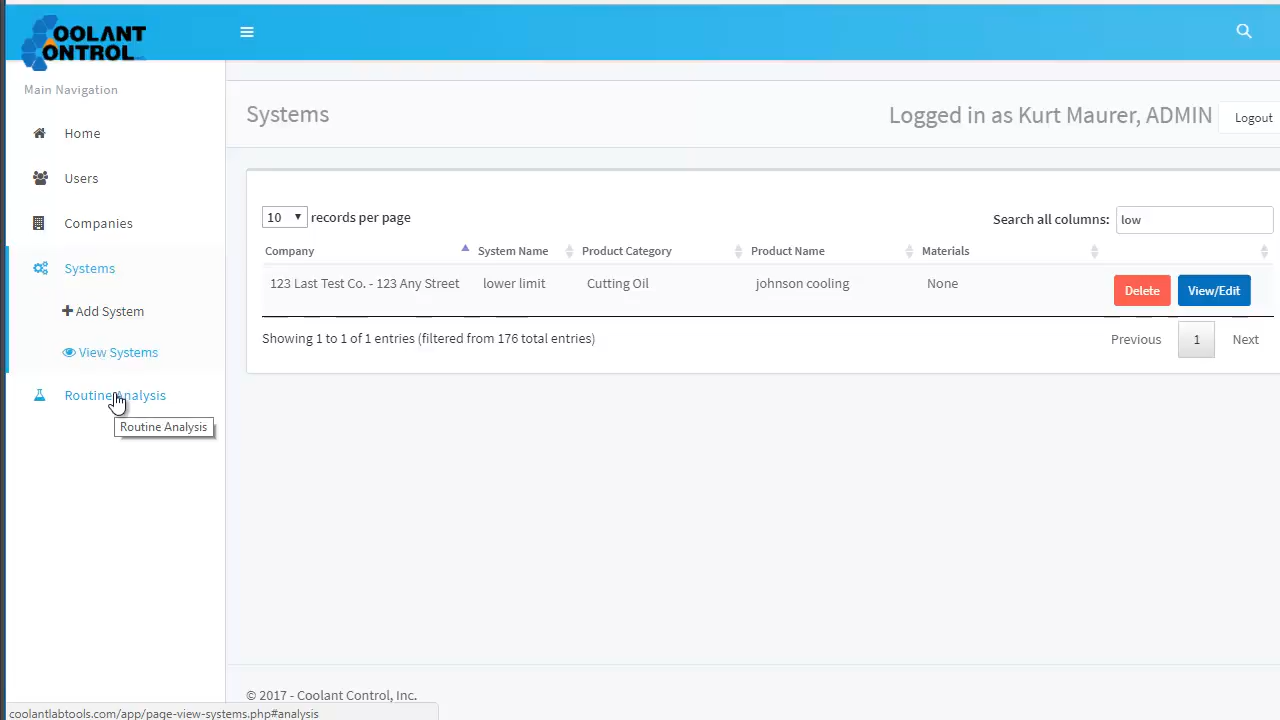 COOLANT
CONTROL
Main Navigation
Home
Users
Companies
Systems
Add System
View Systems
Routine Analysis
Routine Analysis
Systems
Logged in as Kurt Maurer, ADMIN
Logout
10 records per page
Search all columns: low
Company System Name Product Category Product Name Materials
123 Last Test Co. - 123 Any Street lower limit Cutting Oil johnson cooling None Delete View/Edit
Showing 1 to 1 of 1 entries (filtered from 176 total entries)
Previous 1 Next
© 2017 - Coolant Control, Inc.
coolantlabtools.com/app/page-view-systems.php#analysis